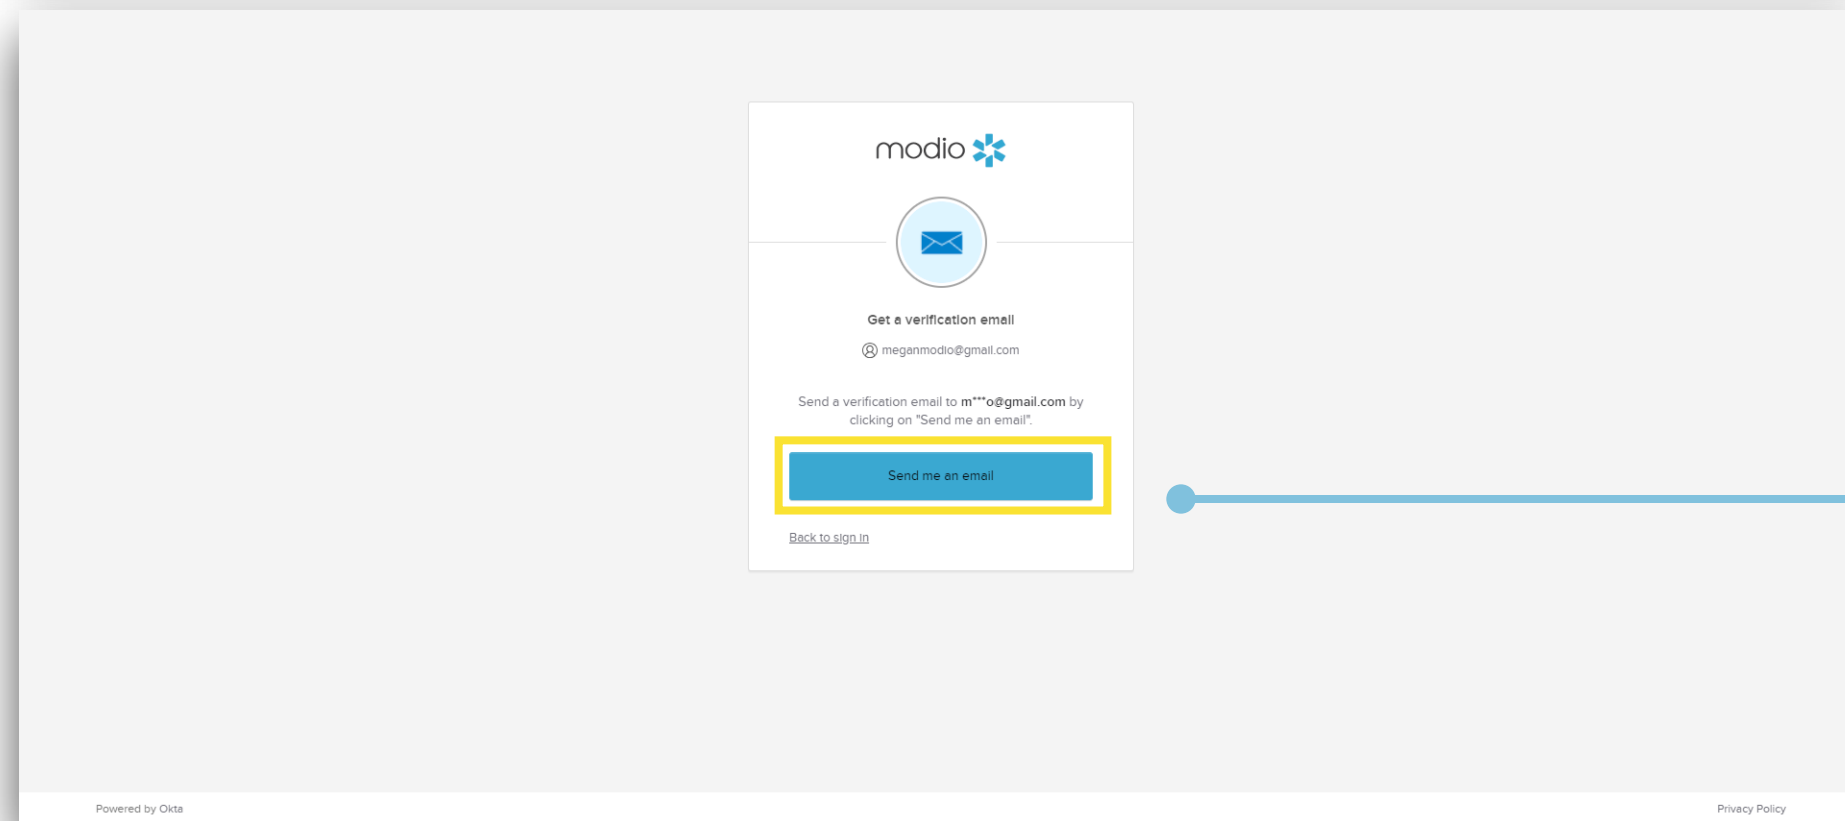 modio
Get a verification email
meganmodio@gmail.com
Send a verification email to m***o@gmail.com by
clicking on "Send me an email".
Send me an email
Back to sign in
Powered by Okta
Privacy Policy